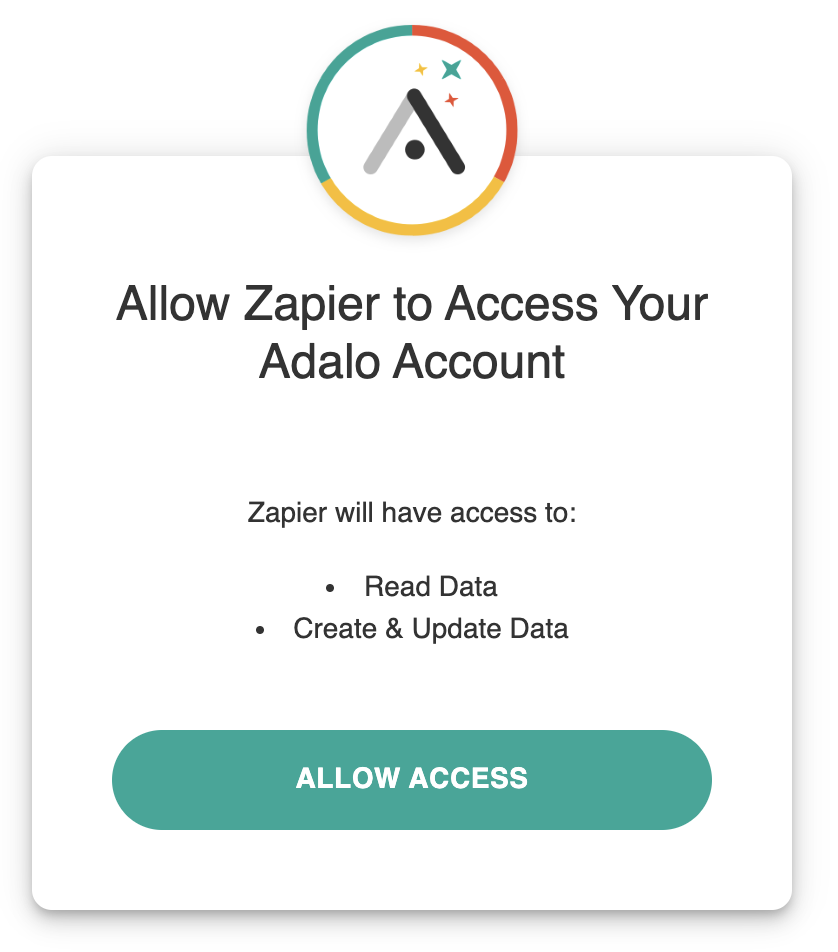 Allow Zapier to Access Your
Adalo Account
Zapier will have access to:
• Read Data
• Create & Update Data
ALLOW ACCESS